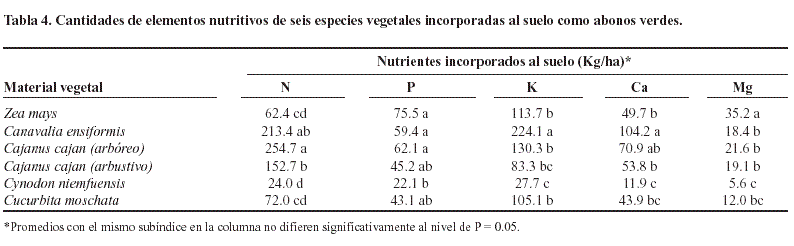 Tabla 4. Cantidades de elementos nutritivos de seis especies vegetales incorporadas al suelo como abonos verdes.
Nutrientes incorporados al suelo (Kg/ha)*
Material vegetal N P K Ca Mg
Zea mays 62.4 cd 75.5 a 113.7 b 49.7 b 35.2 a
Canavalia ensiformis 213.4 ab 59.4 a 224.1 a 104.2 a 18.4 b
Cajanus cajan (arbóreo) 254.7 a 62.1 a 130.3 b 70.9 ab 21.6 b
Cajanus cajan (arbustivo) 152.7 b 45.2 ab 83.3 bc 53.8 b 19.1 b
Cynodon niemfuensis 24.0 d 22.1 b 27.7 c 11.9 c 5.6 c
Cucurbita moschata 72.0 cd 43.1 ab 105.1 b 43.9 bc 12.0 bc
*Promedios con el mismo subíndice en la columna no difieren significativamente al nivel de P = 0.05.